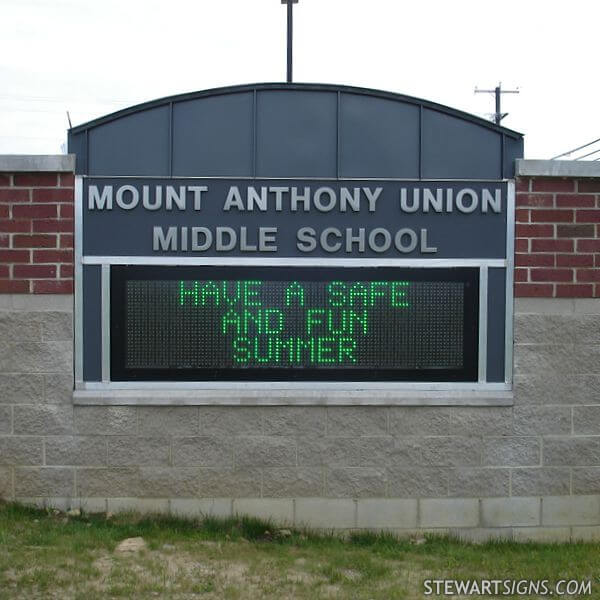 MOUNT ANTHONY UNION
MIDDLE SCHOOL
HAVE A SAFE
AND FUN
SUMMER
STEWARTSIGNS.COM